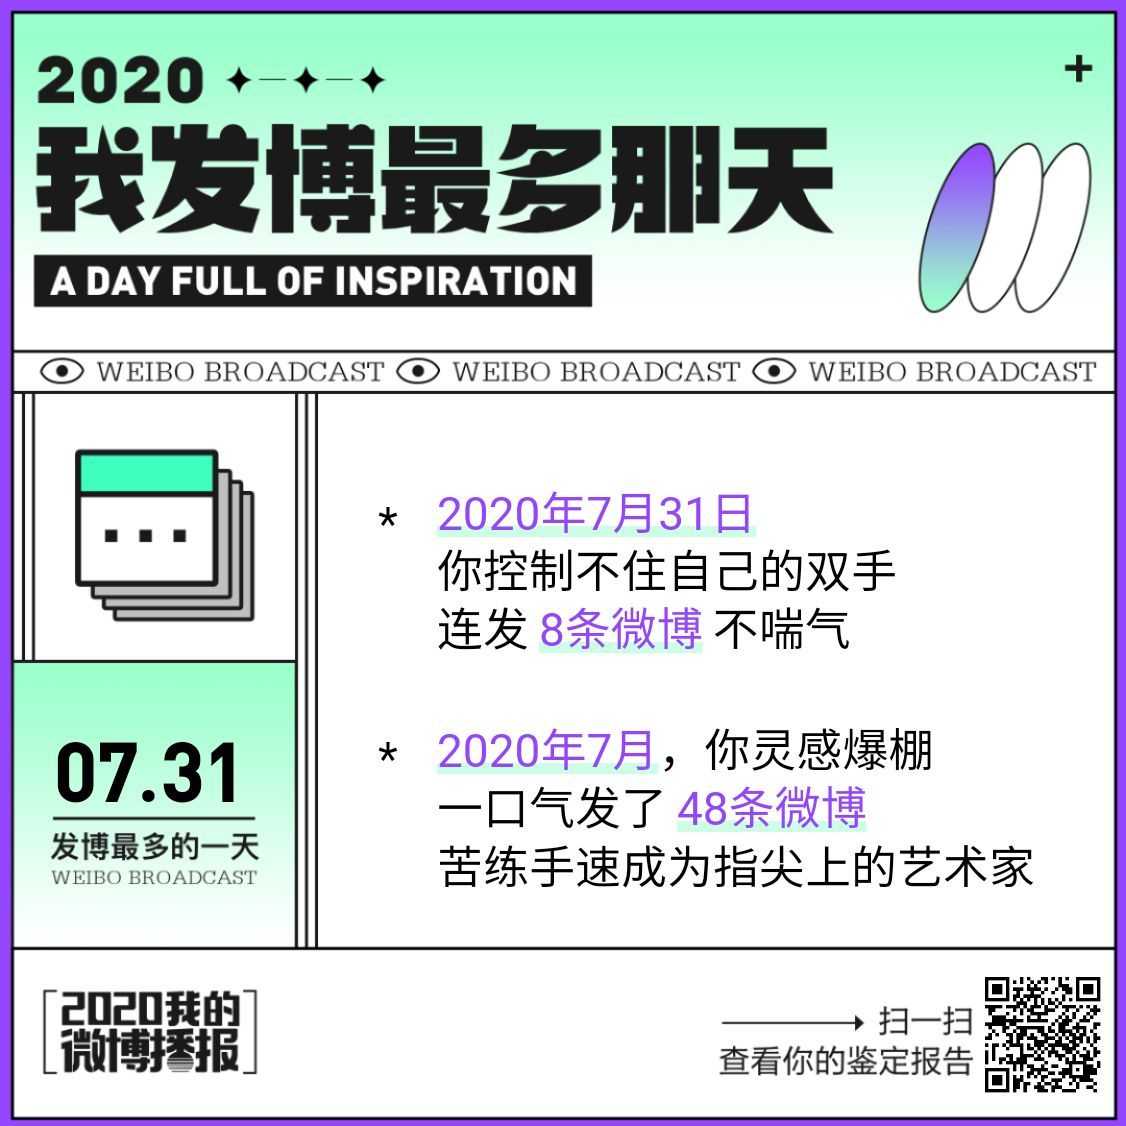 2020
我发博最多那天
A DAY FULL OF INSPIRATION
WEIBO BROADCAST WEIBO BROADCAST WEIBO BROADCAST
* 2020年7月31日
你控制不住自己的双手
连发 8条微博 不喘气
* 2020年7月，你灵感爆棚
一口气发了 48条微博
苦练手速成为指尖上的艺术家
07.31
发博最多的一天
WEIBO BROADCAST
2020我的
微博播报
扫一扫
查看你的鉴定报告